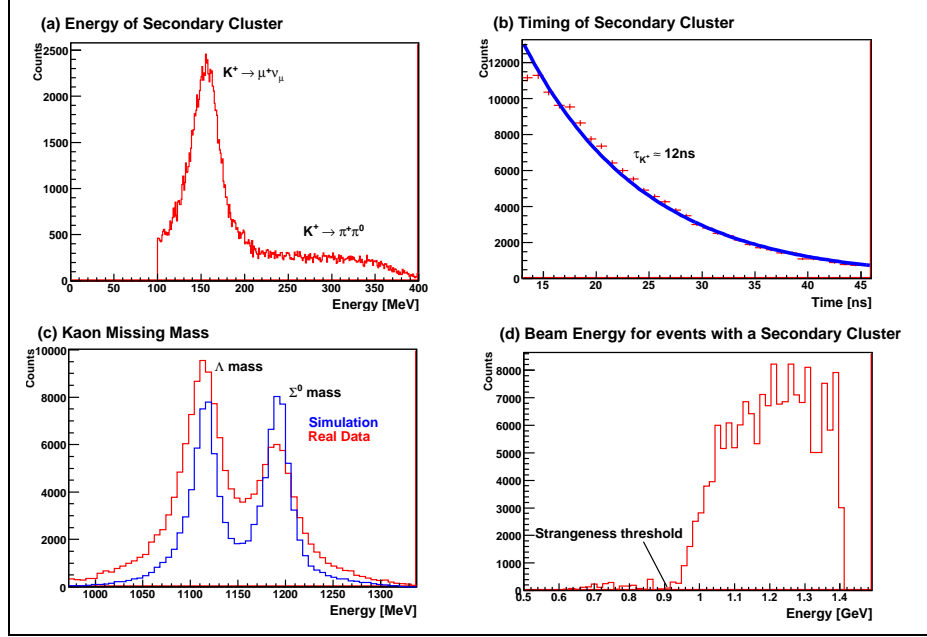 (a) Energy of Secondary Cluster
Counts
2500
2000
1500
1000
500
0
K⁺ → μ⁺νμ
K⁺ → π⁺π⁰
0 50 100 150 200 250 300 350 400
Energy [MeV]
(b) Timing of Secondary Cluster
Counts
12000
10000
8000
6000
4000
2000
0
τK⁺ = 12ns
15 20 25 30 35 40 45
Time [ns]
(c) Kaon Missing Mass
Counts
10000
8000
6000
4000
2000
0
Λ mass
Σ⁰ mass
Simulation
Real Data
1000 1100 1200 1300
Energy [MeV]
(d) Beam Energy for events with a Secondary Cluster
Counts
8000
7000
6000
5000
4000
3000
2000
1000
0
Strangeness threshold
0.5 0.6 0.7 0.8 0.9 1 1.1 1.2 1.3 1.4
Energy [GeV]